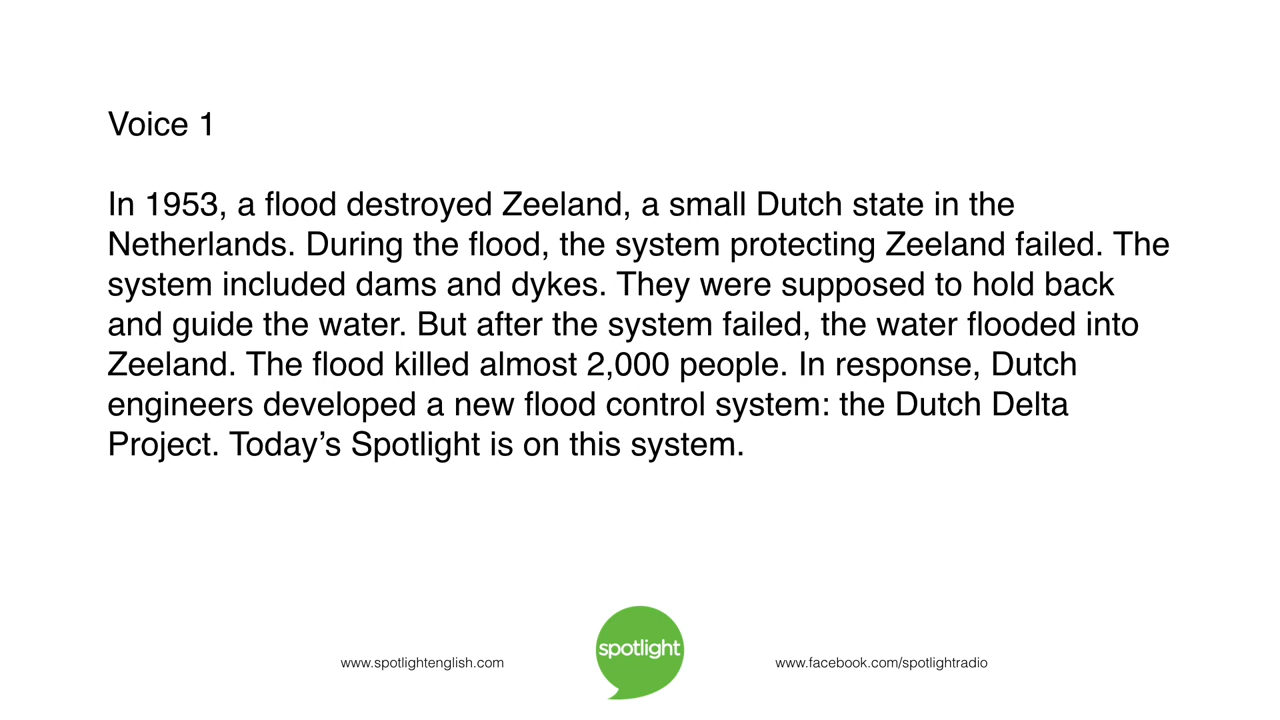 Voice 1
In 1953, a flood destroyed Zeeland, a small Dutch state in the
Netherlands. During the flood, the system protecting Zeeland failed. The
system included dams and dykes. They were supposed to hold back
and guide the water. But after the system failed, the water flooded into
Zeeland. The flood killed almost 2,000 people. In response, Dutch
engineers developed a new flood control system: the Dutch Delta
Project. Today’s Spotlight is on this system.
www.spotlightenglish.com
spotlight
www.facebook.com/spotlightradio